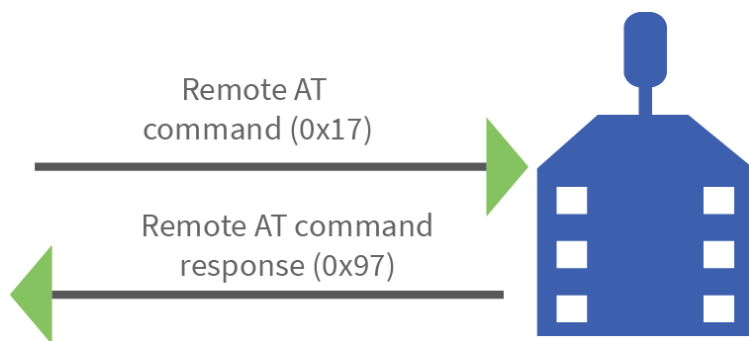 Remote AT
command (0x17)
Remote AT command
response (0x97)